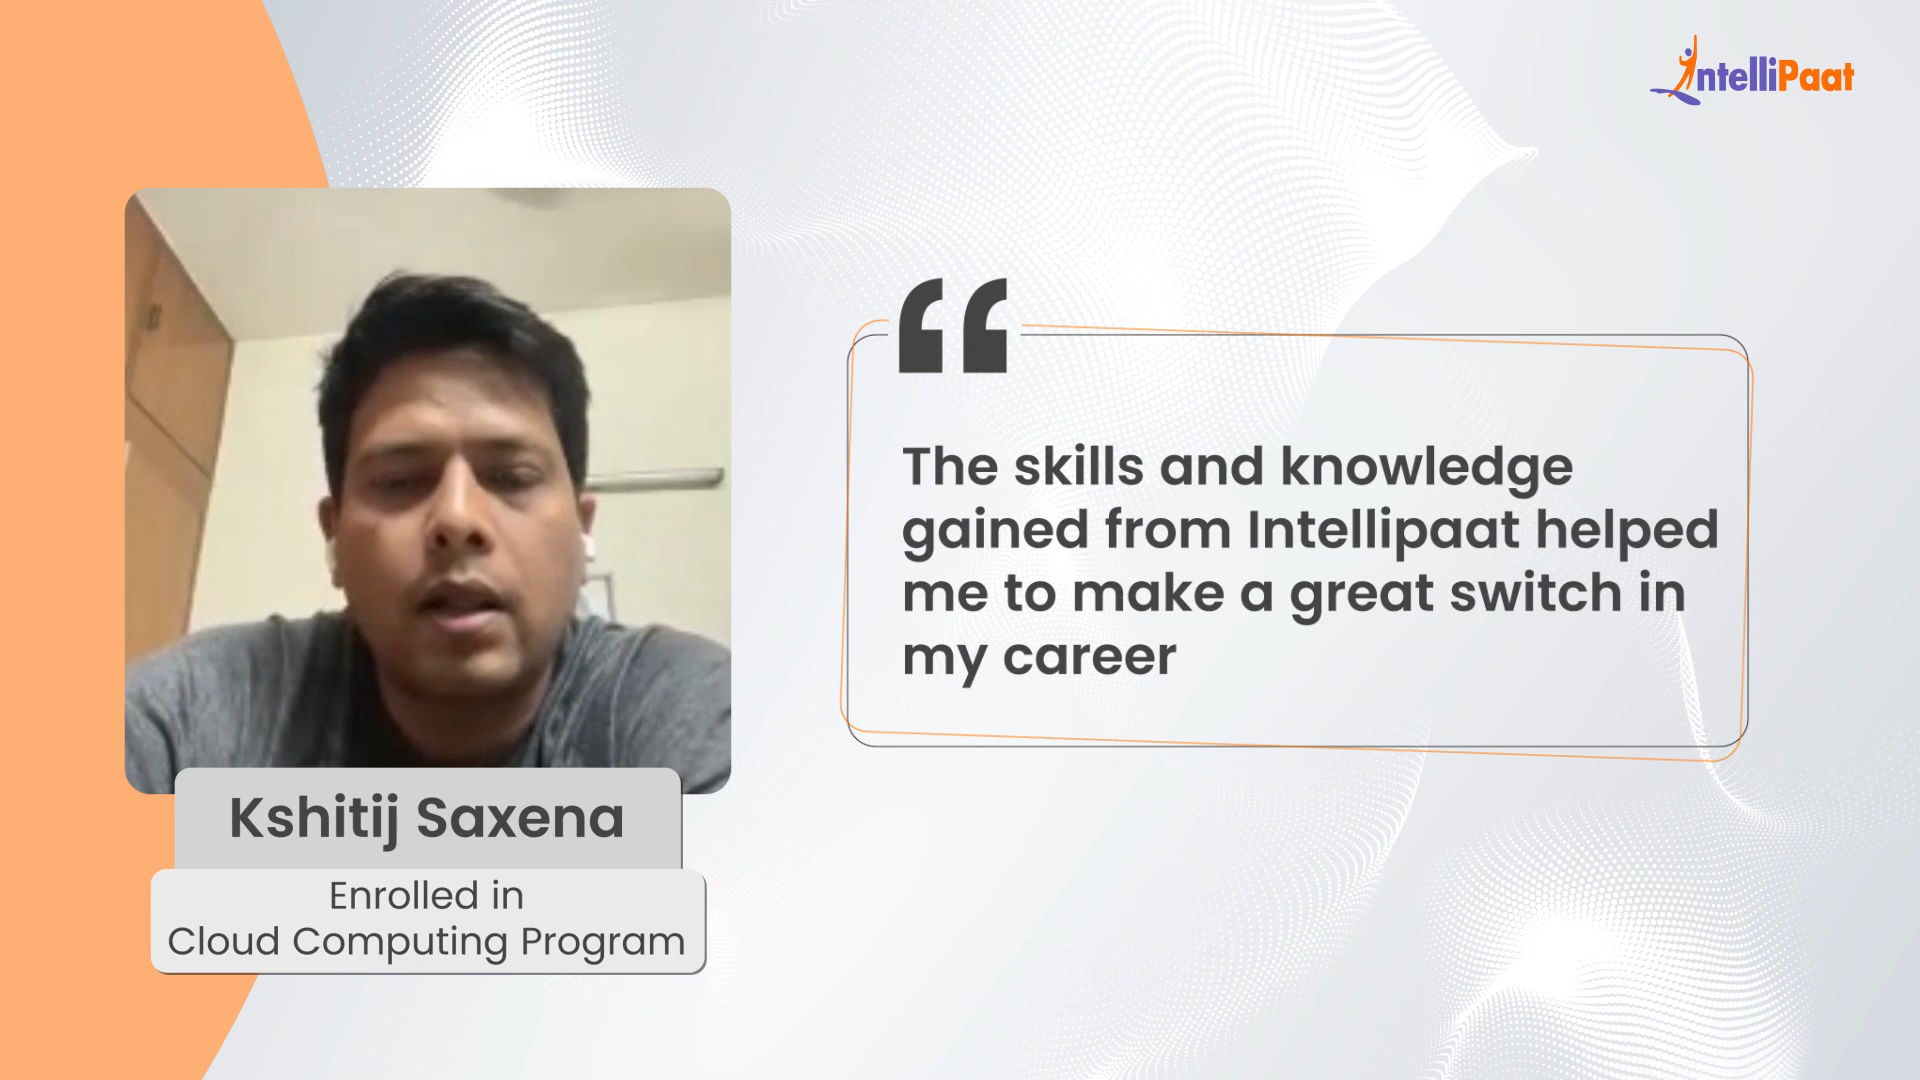 IntelliPaat
“
The skills and knowledge
gained from Intellipaat helped
me to make a great switch in
my career
Kshitij Saxena
Enrolled in
Cloud Computing Program